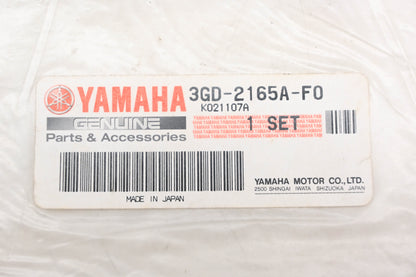 YAMAHA 3GD-2165A-F0
K021107A
GENUINE
Parts & Accessories
1 SET
MADE IN JAPAN
YAMAHA MOTOR CO., LTD.
2500 SHINGAI IWATA SHIZUOKA JAPAN